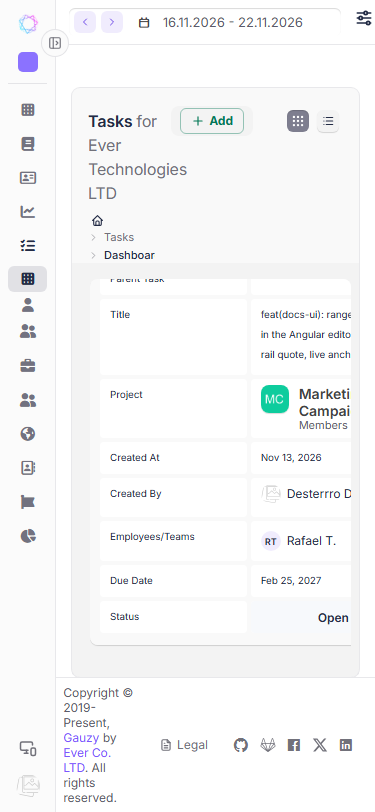 16.11.2026 - 22.11.2026
Tasks for
Ever
Technologies
LTD
Add
Tasks
Dashboar
Parent Task
Title
feat(docs-ui): range
in the Angular edito
rail quote, live anch
Project
MC
Marketi
Campai
Members
Created At
Nov 13, 2026
Created By
Desterrro D
Employees/Teams
RT
Rafael T.
Due Date
Feb 25, 2027
Status
Open
Copyright ©
2019-
Present,
Gauzy by
Ever Co.
LTD. All
rights
reserved.
Legal